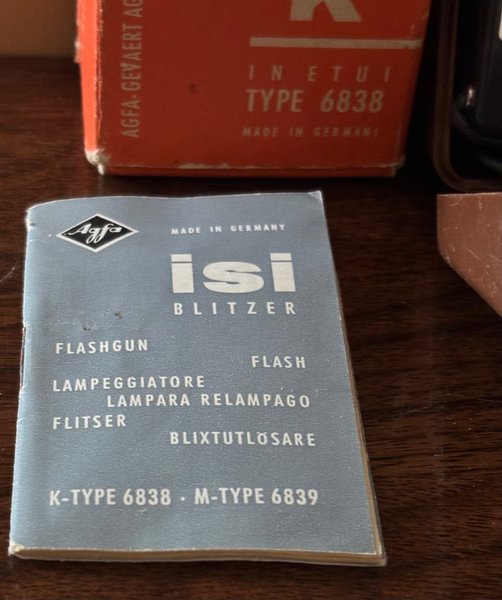 AGFA-GEVAERT AG
K
IN ETUI
TYPE 6838
MADE IN GERMANY
Agfa
MADE IN GERMANY
isi
BLITZER
FLASHGUN
FLASH
LAMPEGGIATORE
LAMPARA RELAMPAGO
FLITSER
BLIXTUTLÖSARE
K-TYPE 6838 · M-TYPE 6839